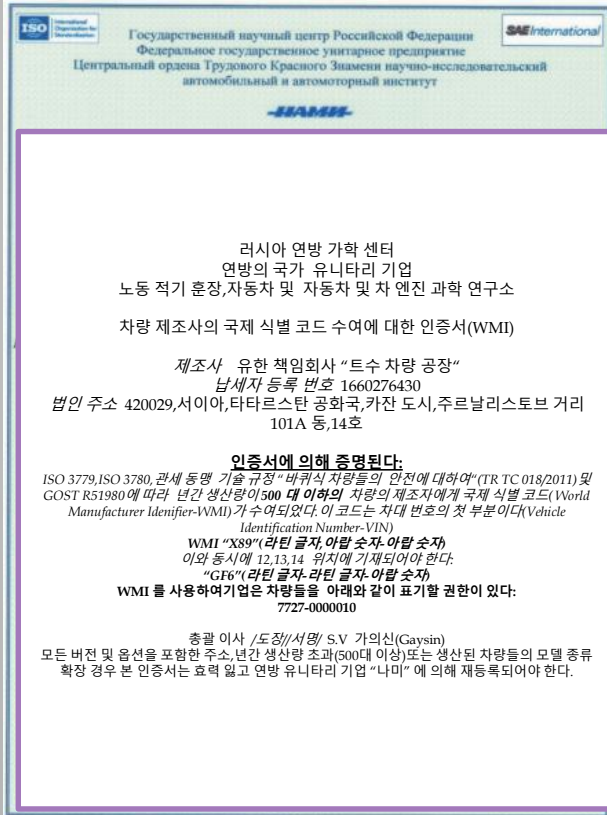 ISO
International
Organization for
Standardization
SAE International
Государственный научный центр Российской Федерации
Федеральное государственное унитарное предприятие
Центральный ордена Трудового Красного Знамени научно-исследовательский
автомобильный и автомоторный институт
НАМИ
러시아 연방 가학 센터
연방의 국가 유니타리 기업
노동 적기 훈장,자동차 및 자동차 및 차 엔진 과학 연구소
차량 제조사의 국제 식별 코드 수여에 대한 인증서(WMI)
제조사 유한 책임회사 “트수 차량 공장“
납세자 등록 번호 1660276430
법인 주소 420029,서이아,타타르스탄 공화국,카잔 도시,주르날리스토브 거리
101A 동,14호
인증서에 의해 증명된다:
ISO 3779,ISO 3780,관세 동맹 기술 규정 “바퀴식 차량들의 안전에 대하여“(TR TC 018/2011) 및
GOST R51980에 따라 년간 생산량이 500 대 이하의 차량의 제조자에게 국제 식별 코드(World
Manufacturer Idenifier-WMI)가 수여되었다.이 코드는 차대 번호의 첫 부분이다(Vehicle
Identification Number-VIN)
WMI “X89”(라틴 글자,아랍 숫자-아랍 숫자)
이와 동시에 12,13,14 위치에 기재되어야 한다:
“GF6”(라틴 글자-라틴 글자-아랍 숫자)
WMI 를 사용하여기업은 차량들을 아래와 같이 표기할 권한이 있다:
7727-0000010
총괄 이사 /도장//서명/ S.V 가의신(Gaysin)
모든 버전 및 옵션을 포함한 주소,년간 생산량 초과(500대 이상)또는 생산된 차량들의 모델 종류
확장 경우 본 인증서는 효력 잃고 연방 유니타리 기업 “나미” 에 의해 재등록되어야 한다.